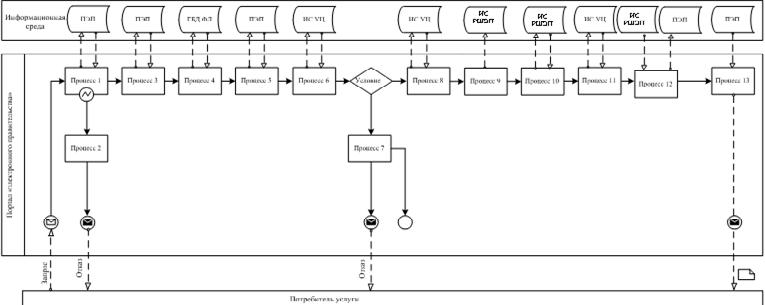 Информационная
среда
ПЭП
ПЭП
ГБД ФЛ
ПЭП
ИС УЦ
ИС УЦ
ИС
РШЭП
ИС
РШЭП
ИС УЦ
ИС
РШЭП
ПЭП
ПЭП
Портал «электронного правительства»
Процесс 1
Процесс 3
Процесс 4
Процесс 5
Процесс 6
Условие
Процесс 8
Процесс 9
Процесс 10
Процесс 11
Процесс 12
Процесс 13
Процесс 2
Процесс 7
Запрос
Отказ
Отказ
Потребитель услуги